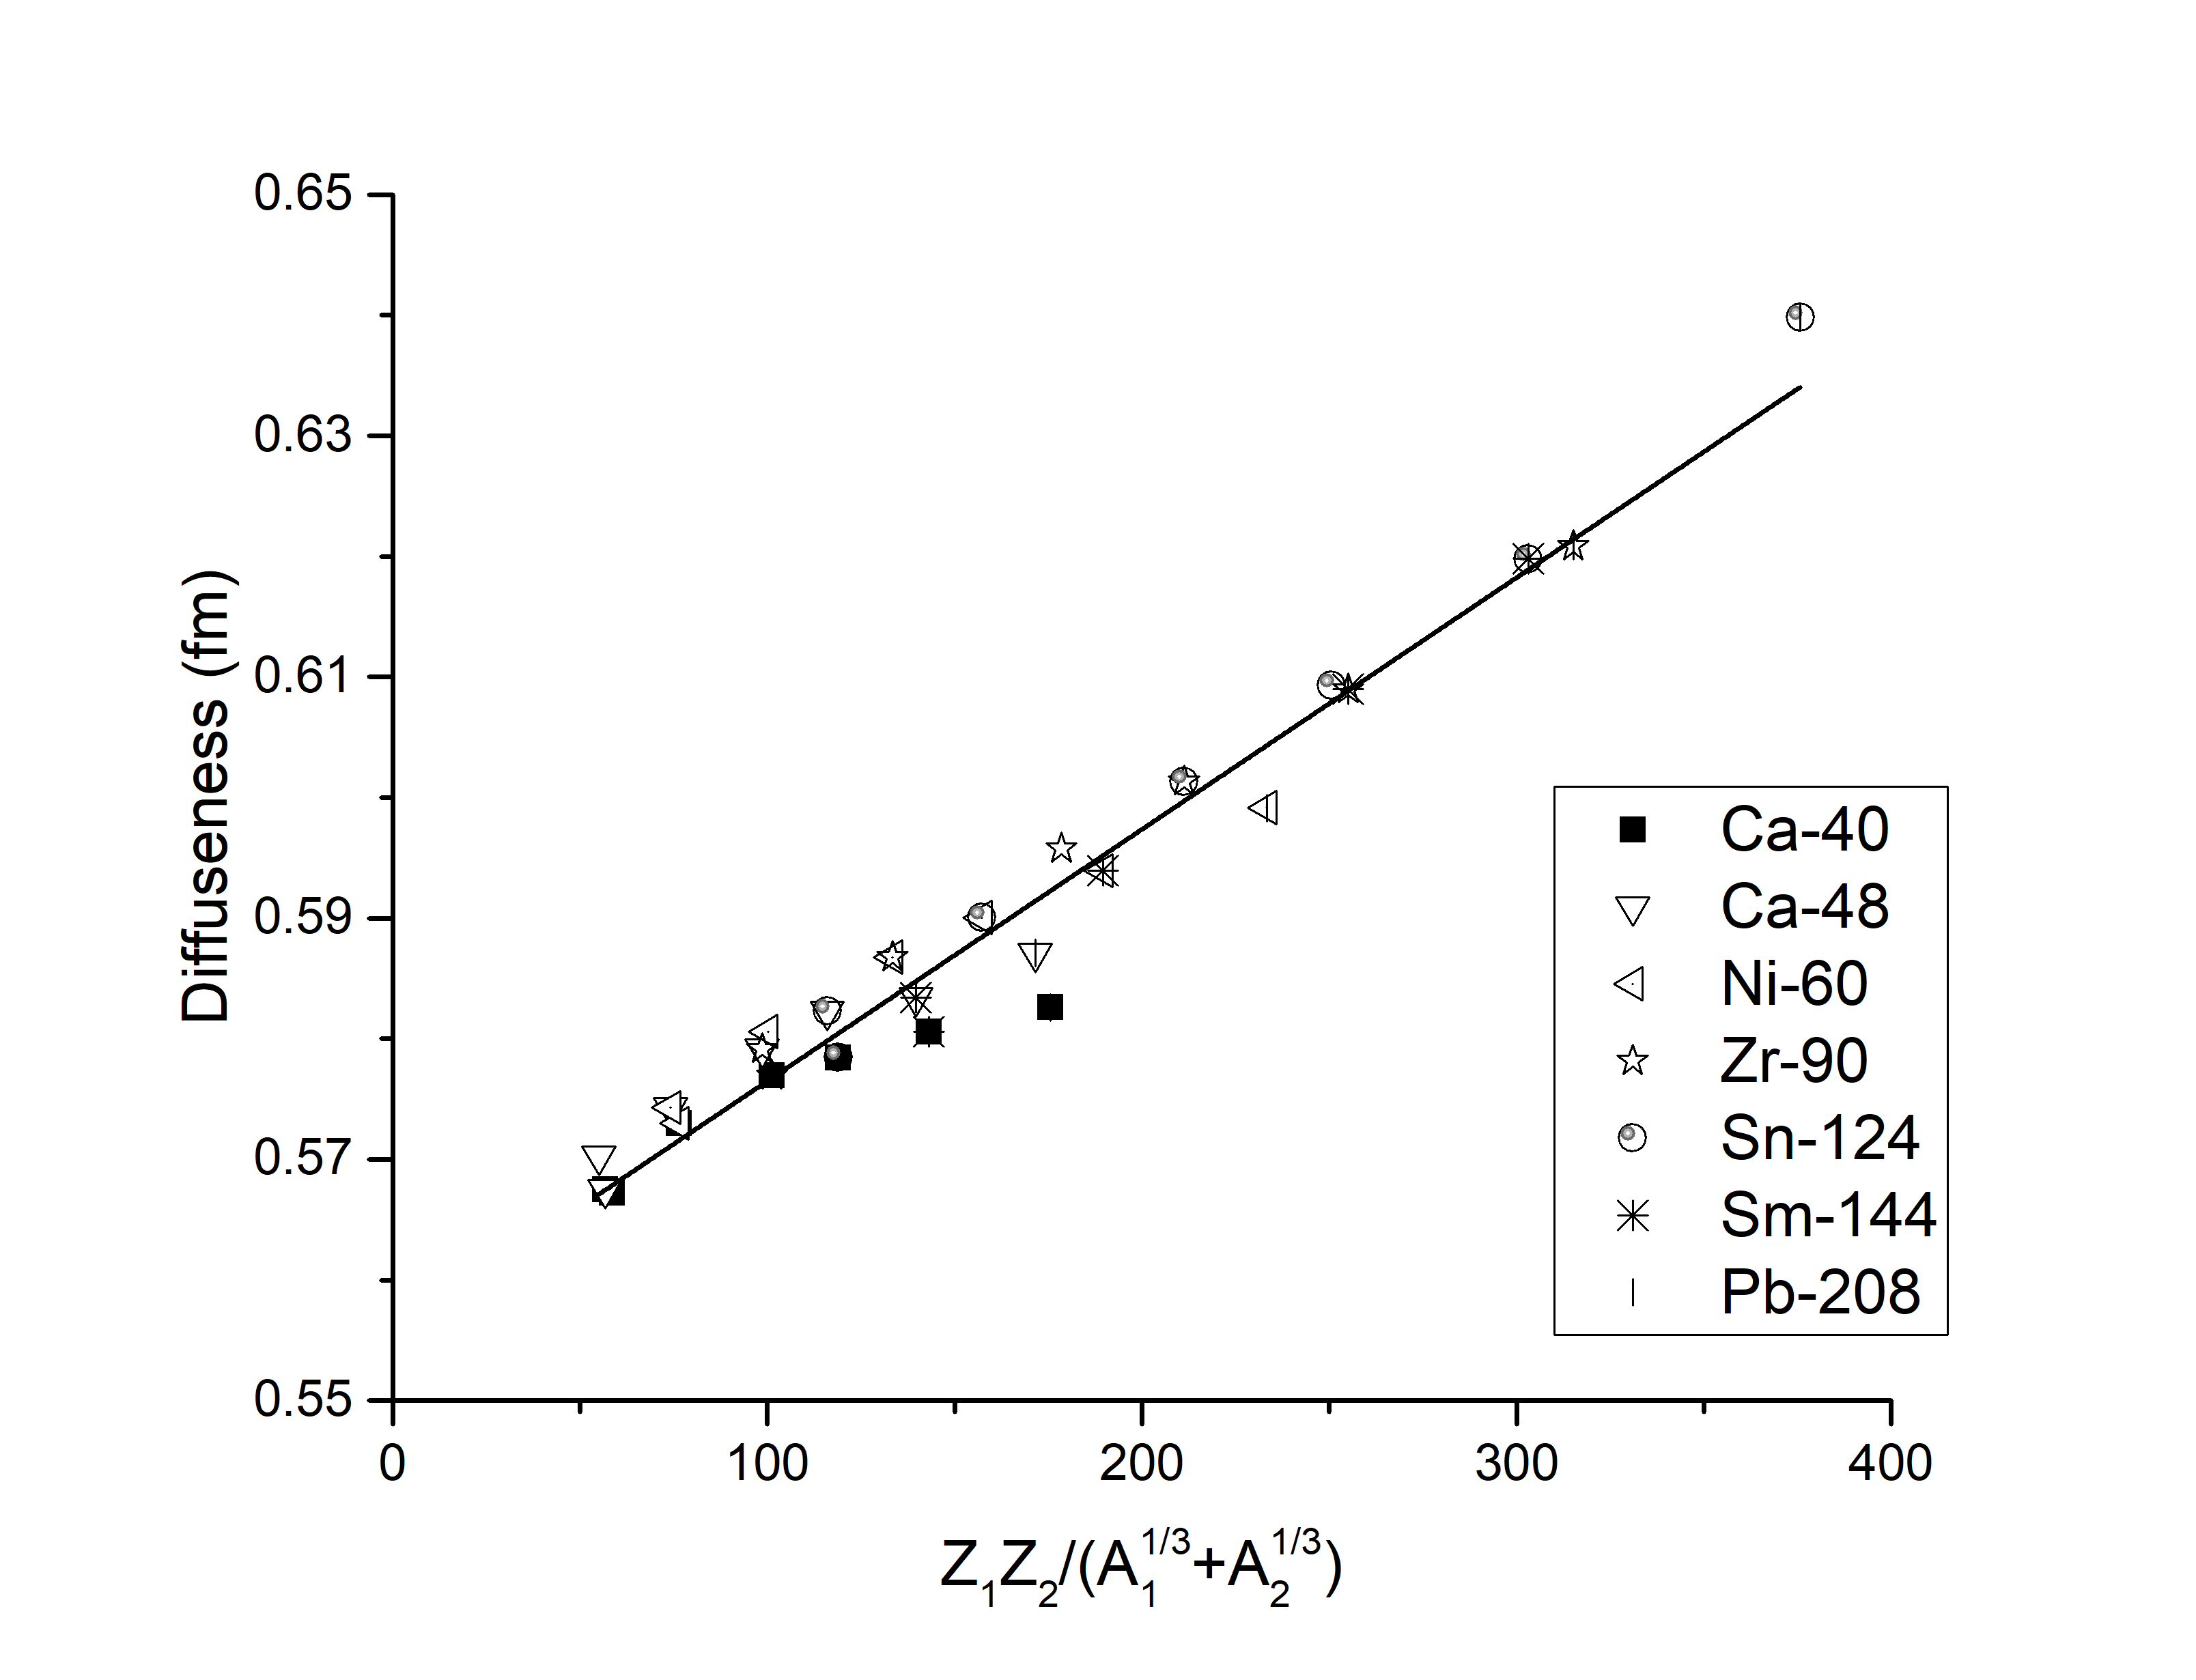 0.65
0.63
0.61
0.59
0.57
0.55
Diffuseness (fm)
0 100 200 300 400
Z₁Z₂/(A₁^1/3+A₂^1/3)
Ca-40
Ca-48
Ni-60
Zr-90
Sn-124
Sm-144
Pb-208